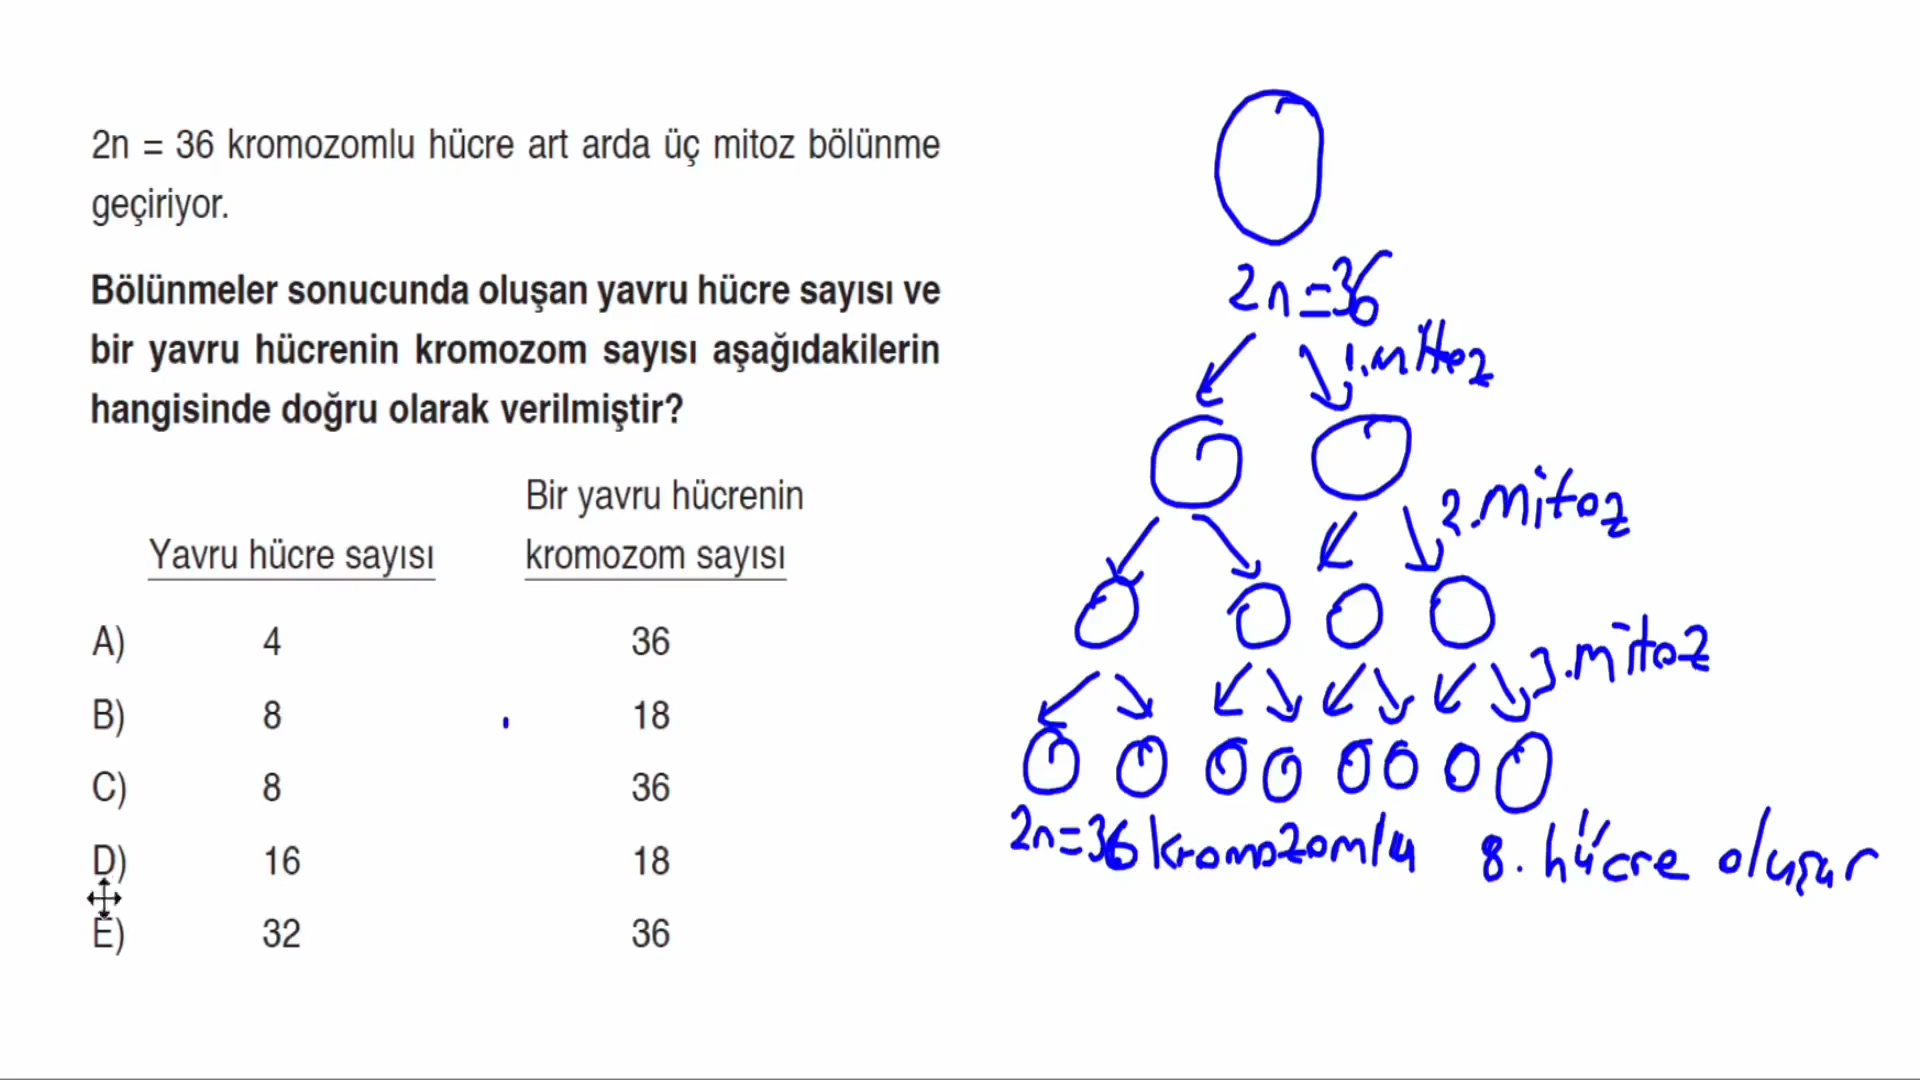 2n = 36 kromozomlu hücre art arda üç mitoz bölünme
geçiriyor.
Bölünmeler sonucunda oluşan yavru hücre sayısı ve
bir yavru hücrenin kromozom sayısı aşağıdakilerin
hangisinde doğru olarak verilmiştir?
Bir yavru hücrenin
Yavru hücre sayısı kromozom sayısı
A) 4 36
B) 8 18
C) 8 36
D) 16 18
E) 32 36
2n=36
1.mitoz
2.mitoz
3.mitoz
2n=36 kromozomlu 8. hücre oluşur